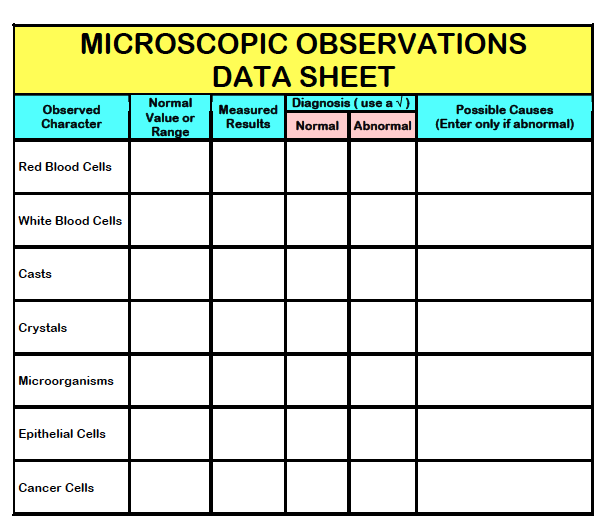 MICROSCOPIC OBSERVATIONS
DATA SHEET
Observed
Character
Normal
Value or
Range
Measured
Results
Diagnosis ( use a √ )
Normal
Abnormal
Possible Causes
(Enter only if abnormal)
Red Blood Cells
White Blood Cells
Casts
Crystals
Microorganisms
Epithelial Cells
Cancer Cells